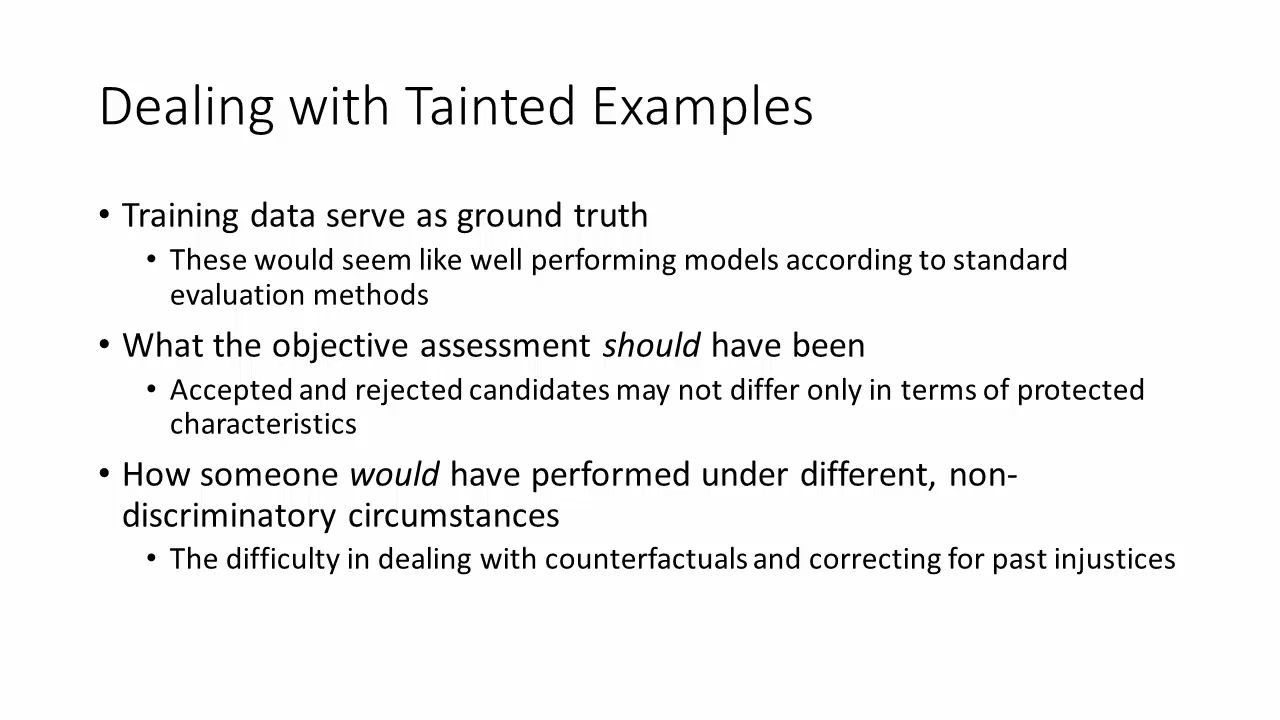 Dealing with Tainted Examples
• Training data serve as ground truth
• These would seem like well performing models according to standard
evaluation methods
• What the objective assessment should have been
• Accepted and rejected candidates may not differ only in terms of protected
characteristics
• How someone would have performed under different, non-
discriminatory circumstances
• The difficulty in dealing with counterfactuals and correcting for past injustices